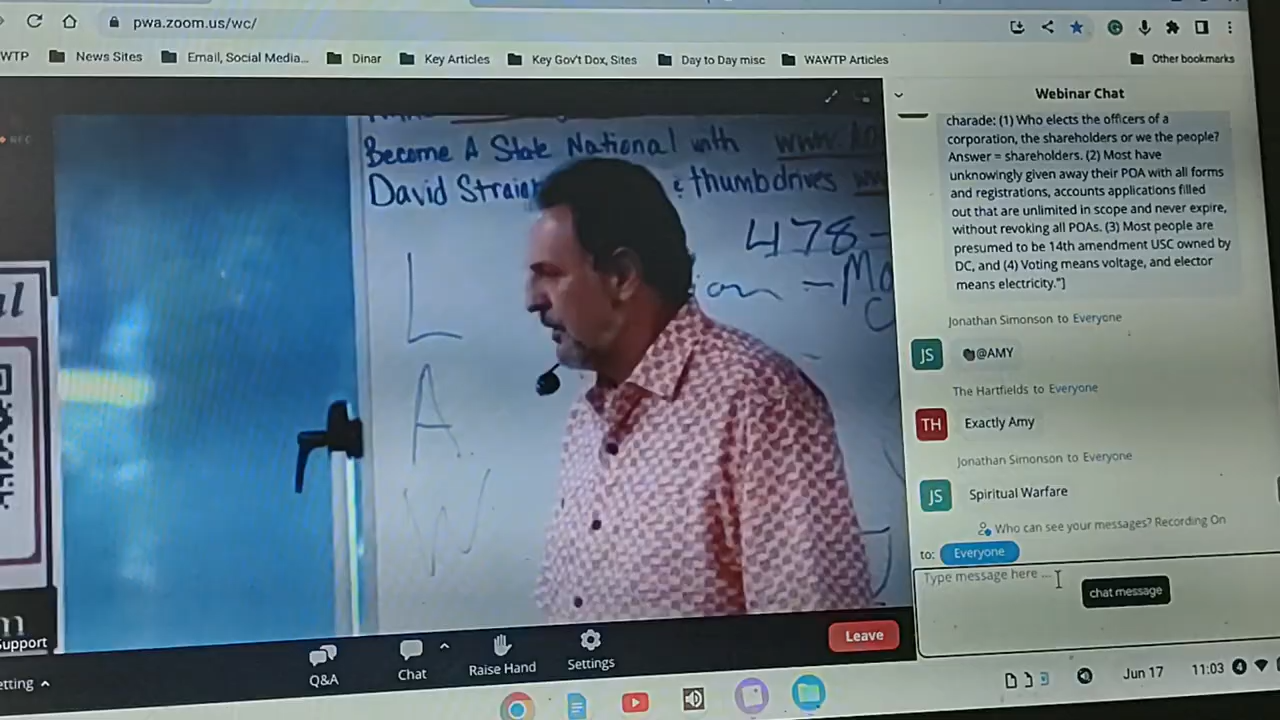 pwa.zoom.us/wc/
WTP
News Sites
Email, Social Media...
Dinar
Key Articles
Key Gov't Dox, Sites
Day to Day misc
WAWTP Articles
Other bookmarks
REC
Become A State National with www.
David Strai
thumbdrives
478-
L
A
W
Support
Webinar Chat
charade: (1) Who elects the officers of a
corporation, the shareholders or we the people?
Answer = shareholders. (2) Most have
unknowingly given away their POA with all forms
and registrations, accounts applications filled
out that are unlimited in scope and never expire,
without revoking all POAs. (3) Most people are
presumed to be 14th amendment USC owned by
DC, and (4) Voting means voltage, and elector
means electricity."]
Jonathan Simonson to Everyone
JS
@AMY
The Hartfields to Everyone
TH
Exactly Amy
Jonathan Simonson to Everyone
JS
Spiritual Warfare
Who can see your messages? Recording On
to: Everyone
Type message here ...
chat message
etting
Q&A
Chat
Raise Hand
Settings
Leave
Jun 17
11:03
4